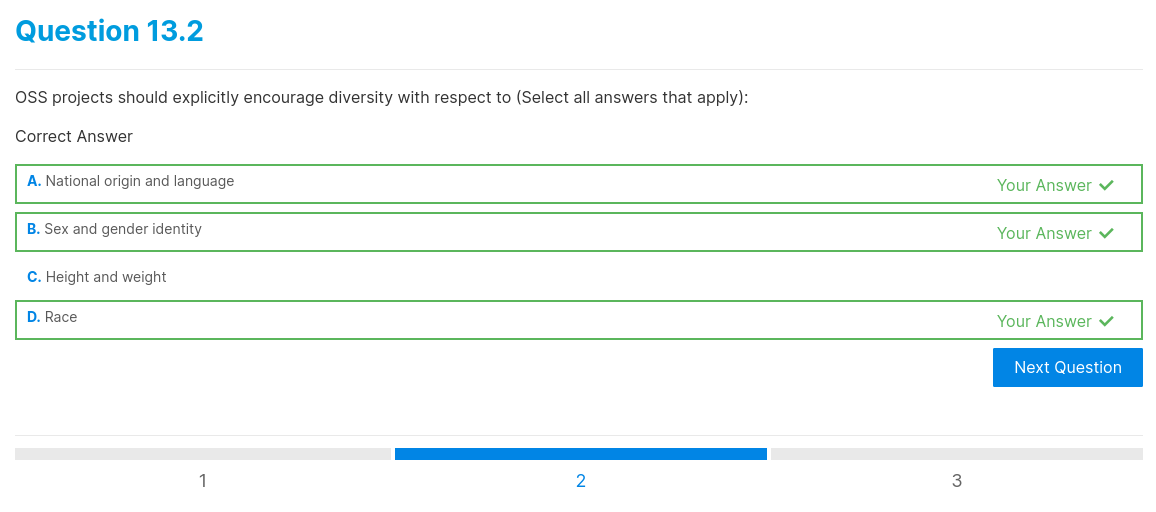 Question 13.2
OSS projects should explicitly encourage diversity with respect to (Select all answers that apply):
Correct Answer
A. National origin and language Your Answer ✓
B. Sex and gender identity Your Answer ✓
C. Height and weight
D. Race Your Answer ✓
Next Question
1 2 3